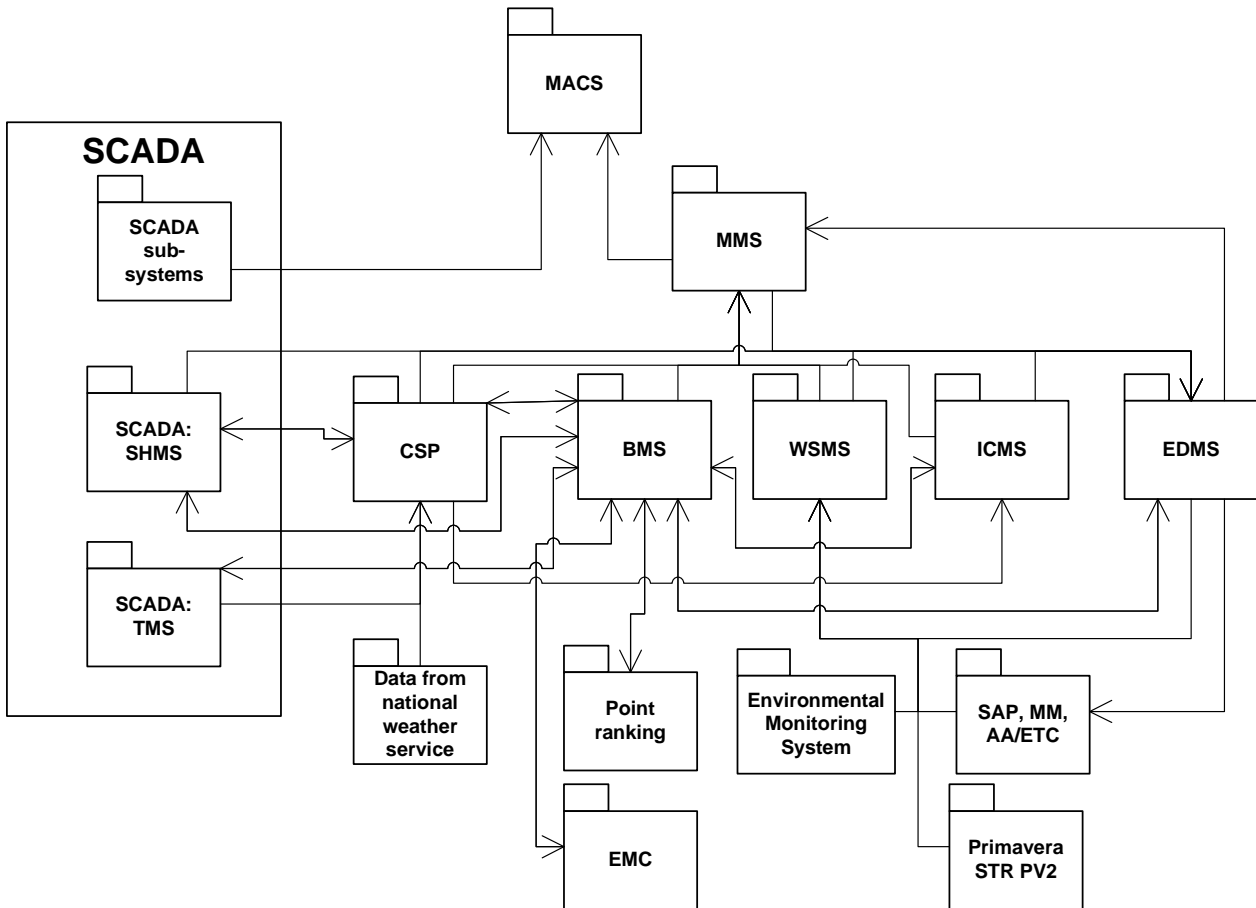 MACS
SCADA
SCADA
sub-
systems
MMS
SCADA:
SHMS
CSP
BMS
WSMS
ICMS
EDMS
SCADA:
TMS
Data from
national
weather
service
Point
ranking
Environmental
Monitoring
System
SAP, MM,
AA/ETC
EMC
Primavera
STR PV2